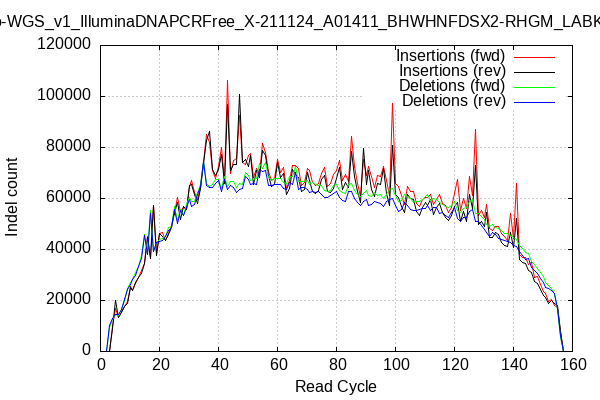 o-WGS_v1_IlluminaDNAPCRFree_X-211124_A01411_BHWHNFDSX2-RHGM_LABK
Insertions (fwd)
Insertions (rev)
Deletions (fwd)
Deletions (rev)
120000
100000
80000
60000
40000
20000
0
Indel count
0 20 40 60 80 100 120 140 160
Read Cycle